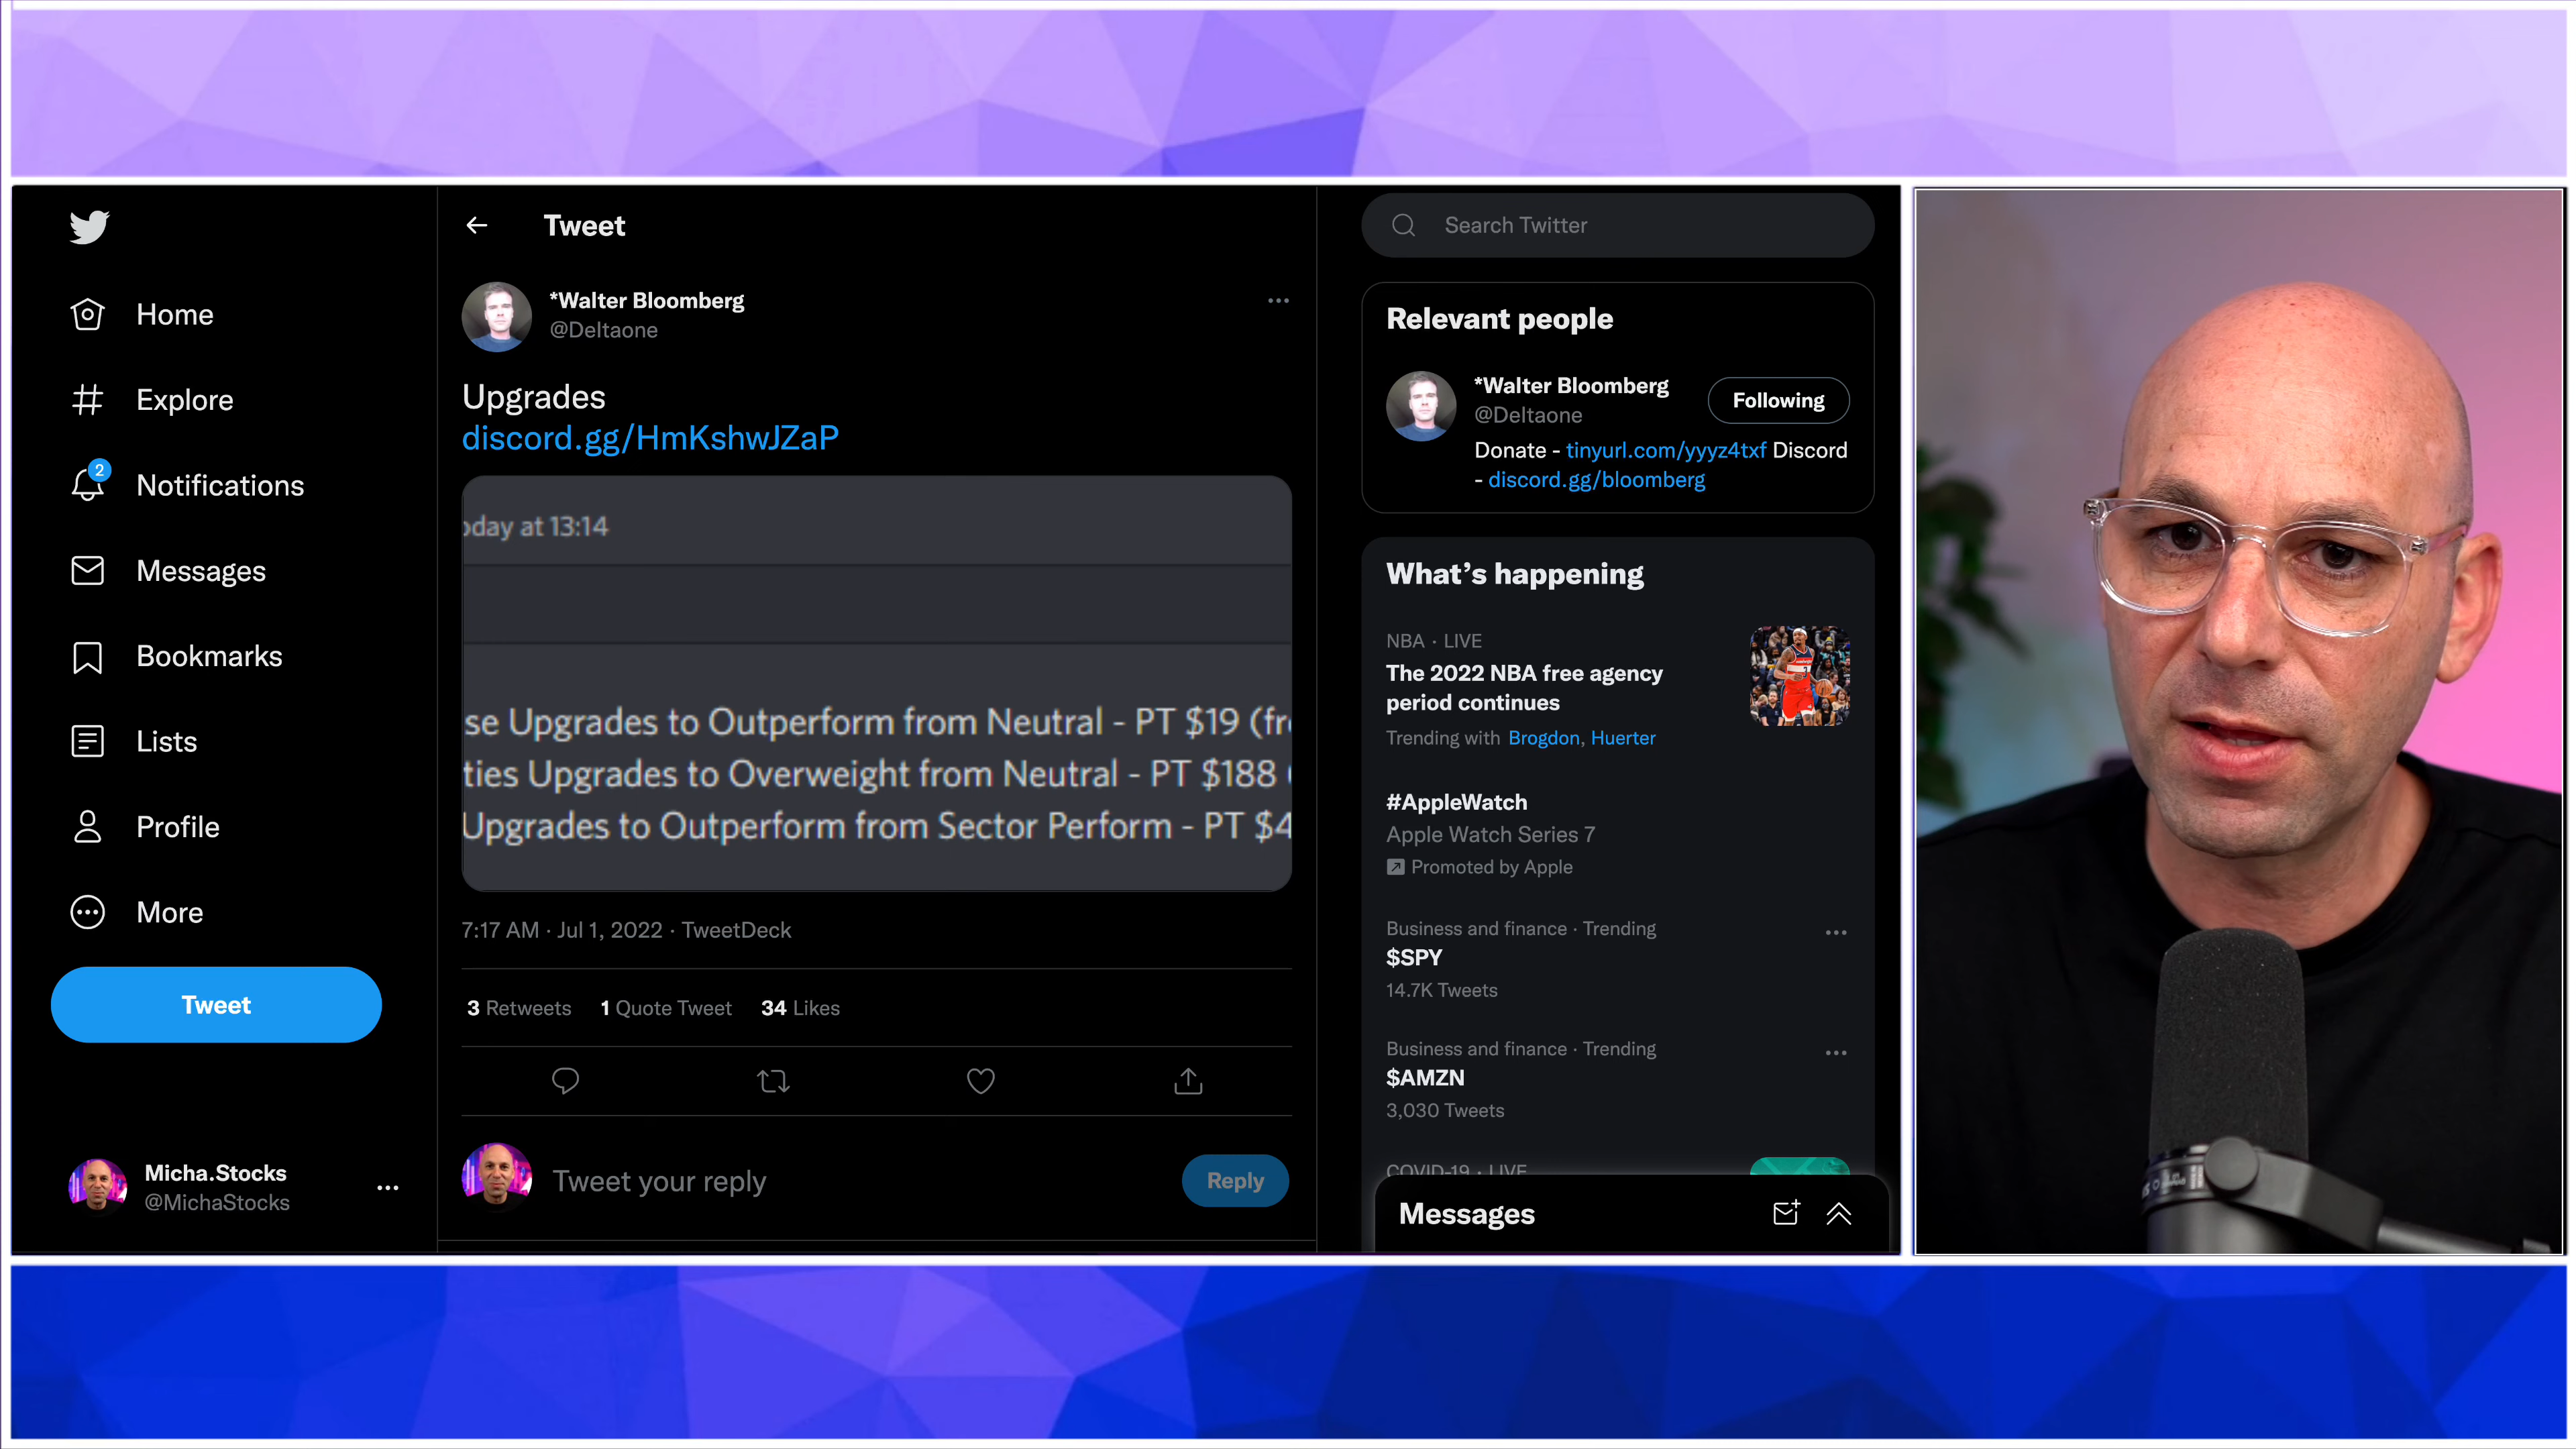 Home
Explore
2
Notifications
Messages
Bookmarks
Lists
Profile
More
Tweet
Micha.Stocks
@MichaStocks
Tweet
*Walter Bloomberg
@Deltaone
Upgrades
discord.gg/HmKshwJZaP
oday at 13:14
se Upgrades to Outperform from Neutral - PT $19 (fr
ties Upgrades to Overweight from Neutral - PT $188
Upgrades to Outperform from Sector Perform - PT $4
7:17 AM · Jul 1, 2022 · TweetDeck
3 Retweets 1 Quote Tweet 34 Likes
Tweet your reply
Reply
Search Twitter
Relevant people
*Walter Bloomberg
@Deltaone
Following
Donate - tinyurl.com/yyyz4txf Discord
- discord.gg/bloomberg
What’s happening
NBA · LIVE
The 2022 NBA free agency
period continues
Trending with Brogdon, Huerter
#AppleWatch
Apple Watch Series 7
Promoted by Apple
Business and finance · Trending
$SPY
14.7K Tweets
Business and finance · Trending
$AMZN
3,030 Tweets
COVID-19 · LIVE
Messages